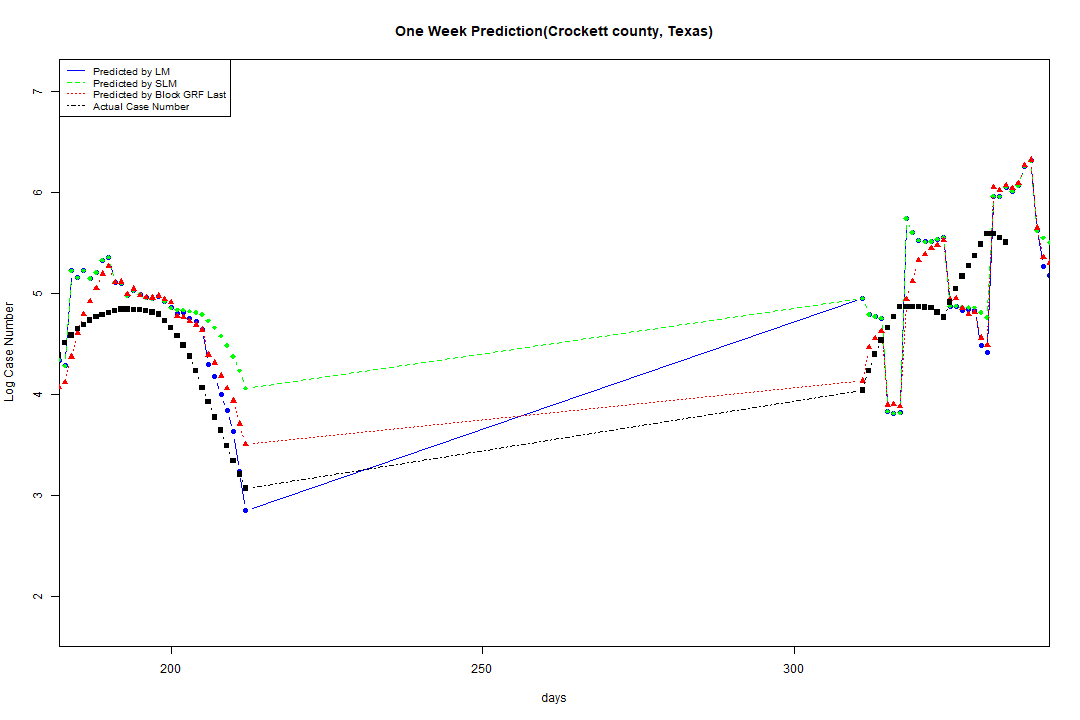 One Week Prediction(Crockett county, Texas)
Predicted by LM
Predicted by SLM
Predicted by Block GRF Last
Actual Case Number
7
6
5
4
3
2
Log Case Number
200
250
300
days